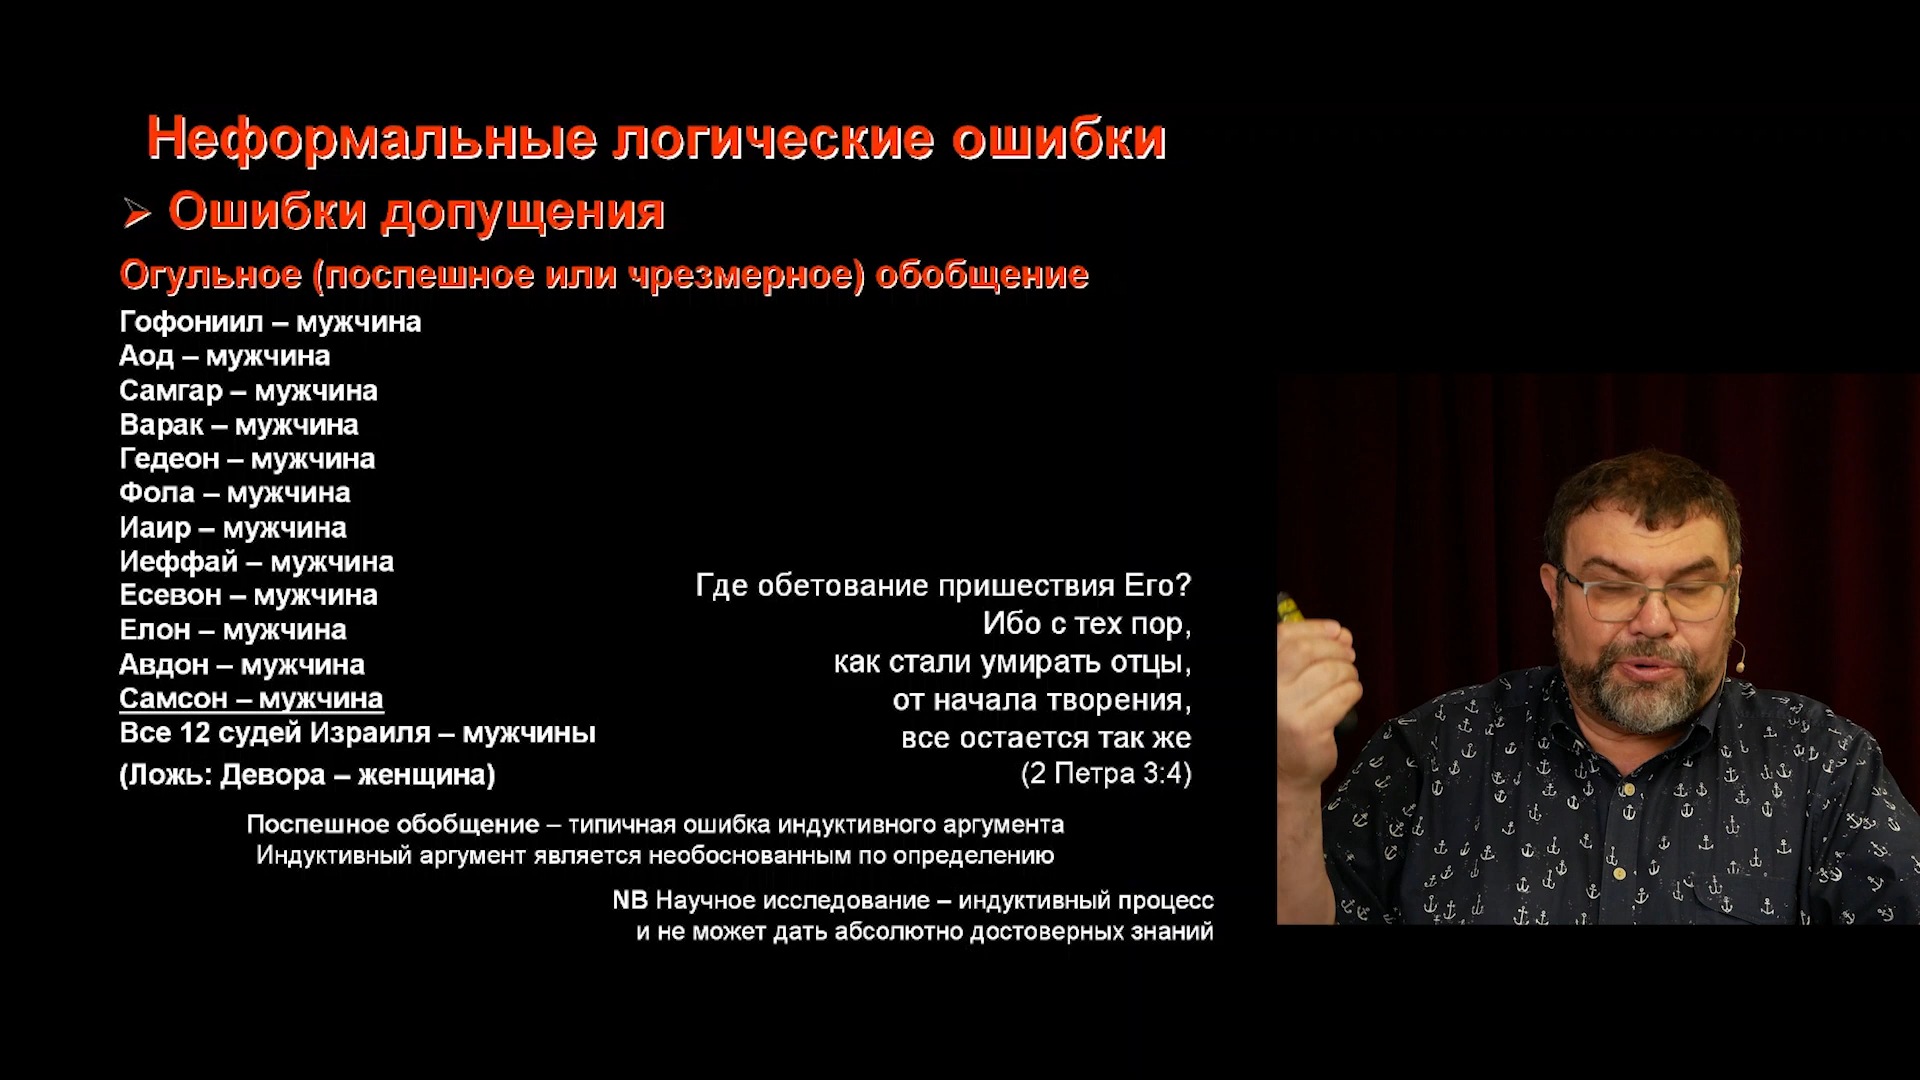 Неформальные логические ошибки
Ошибки допущения
Огульное (поспешное или чрезмерное) обобщение
Гофониил – мужчина
Аод – мужчина
Самгар – мужчина
Варак – мужчина
Гедеон – мужчина
Фола – мужчина
Иаир – мужчина
Иеффай – мужчина
Есевон – мужчина
Елон – мужчина
Авдон – мужчина
Самсон – мужчина
Все 12 судей Израиля – мужчины
(Ложь: Девора – женщина)
Где обетование пришествия Его?
Ибо с тех пор,
как стали умирать отцы,
от начала творения,
все остается так же
(2 Петра 3:4)
Поспешное обобщение – типичная ошибка индуктивного аргумента
Индуктивный аргумент является необоснованным по определению
NB Научное исследование – индуктивный процесс
и не может дать абсолютно достоверных знаний